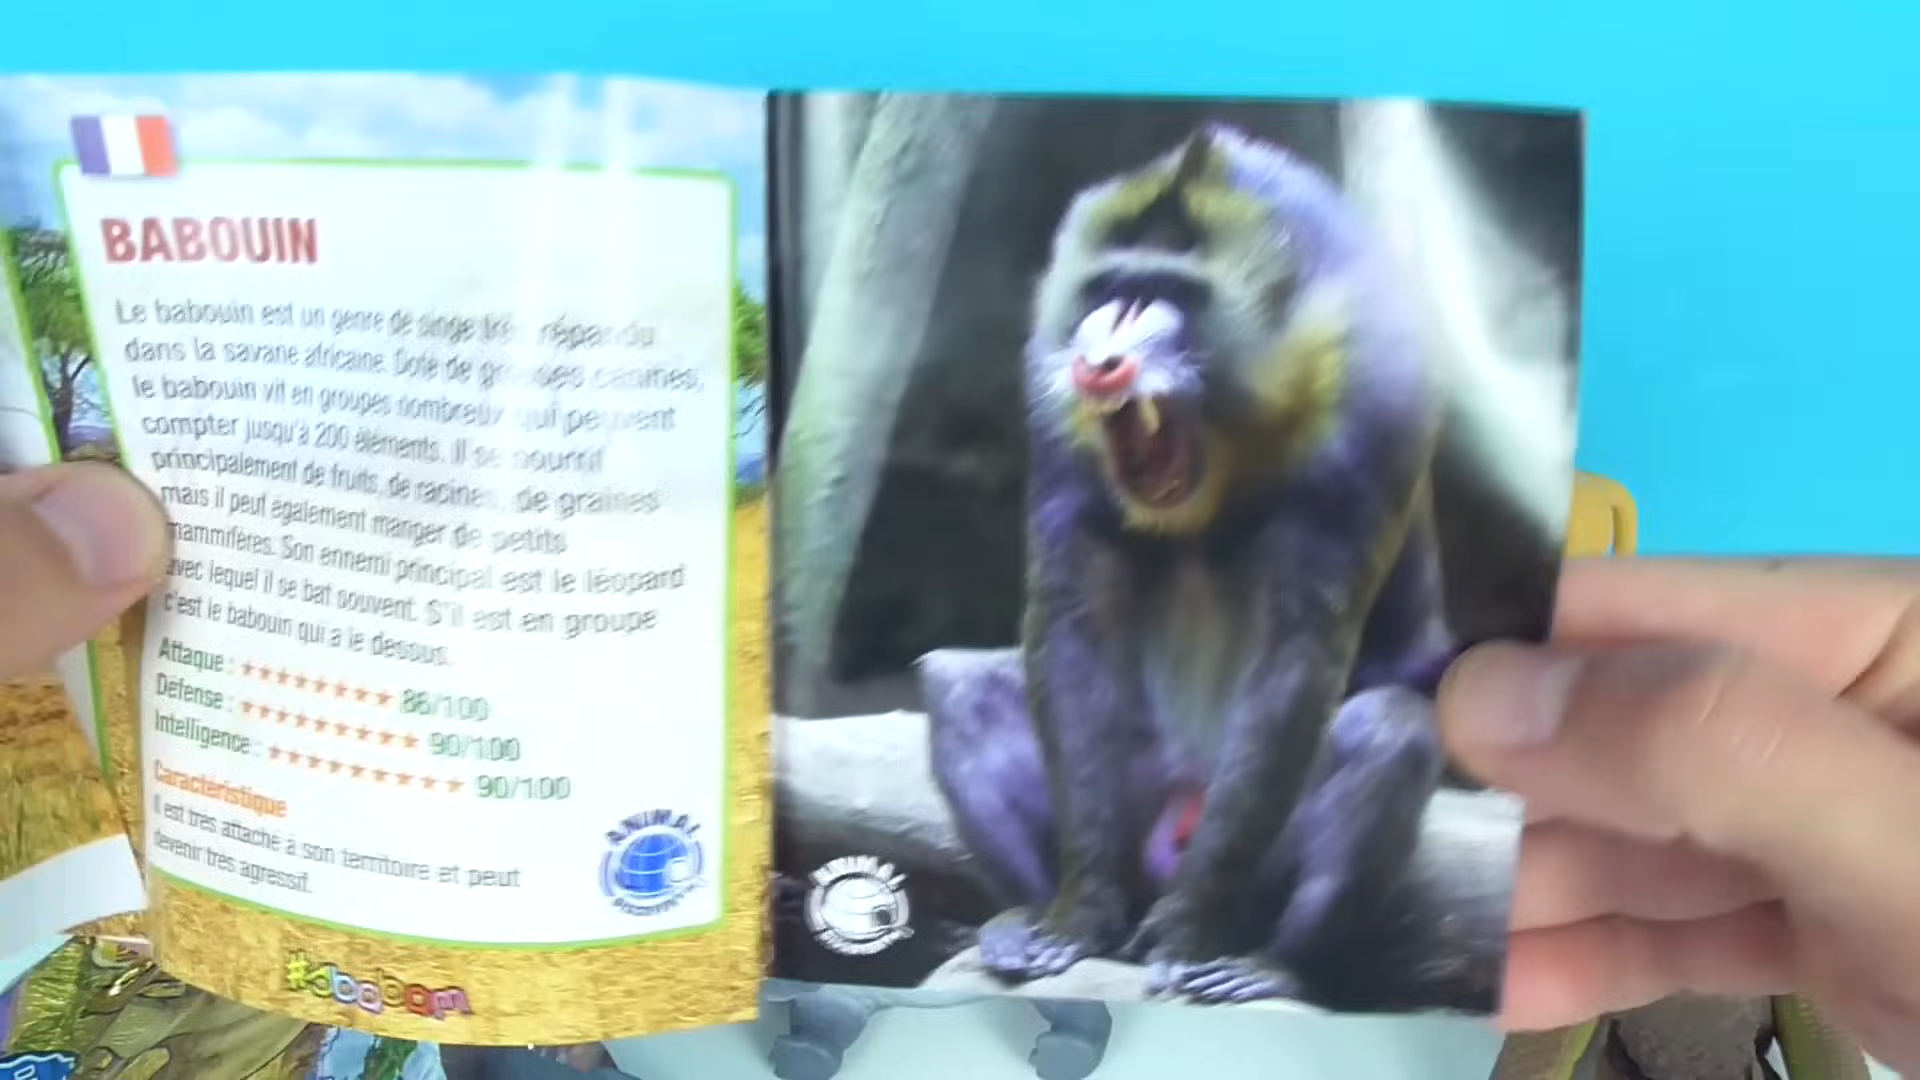 BABOUIN
Le babouin est un genre de singe très répandu
dans la savane africaine. Doté de grosses canines,
le babouin vit en groupes nombreux qui peuvent
compter jusqu'à 200 éléments. Il se nourrit
principalement de fruits, de racines, de graines
mais il peut également manger de petits
mammifères. Son ennemi principal est le léopard
avec lequel il se bat souvent. S'il est en groupe
c'est le babouin qui a le dessus.
Attaque : ********* 86/100
Défense : ********* 90/100
Intelligence : ********** 90/100
Caractéristique
Il est très attaché à son territoire et peut
devenir très agressif.
ANIMAL
#sbabam
ANIMAL